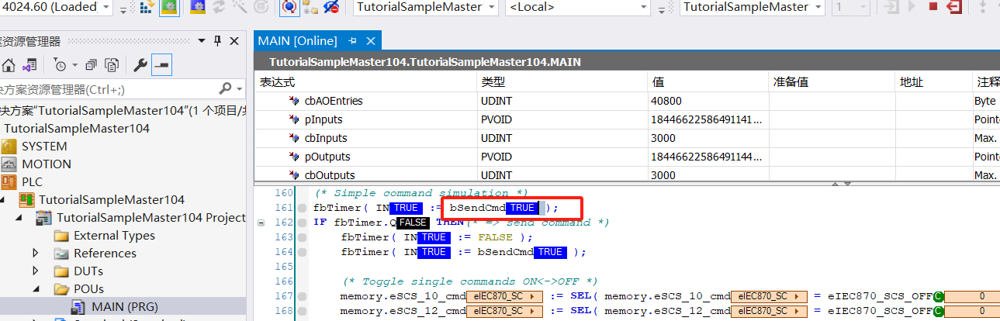 4024.60 (Loaded) TutorialSampleMaster <Local> TutorialSampleMaster 1
案资源管理器
MAIN [Online]
TutorialSampleMaster104.TutorialSampleMaster104.MAIN
表达式 类型 值 准备值 地址 注释
决方案资源管理器(Ctrl+;)
cbAOEntries UDINT 40800 Byte
决方案"TutorialSampleMaster104"(1 个项目/共
pInputs PVOID 18446622586491141... Pointe
TutorialSampleMaster104
cbInputs UDINT 3000 Max.
SYSTEM
pOutputs PVOID 18446622586491144... Pointe
MOTION
cbOutputs UDINT 3000 Max.
PLC
TutorialSampleMaster104
TutorialSampleMaster104 Project
External Types
References
DUTs
POUs
MAIN (PRG)
160 (* Simple command simulation *)
161 fbTimer( IN TRUE := bSendCmd TRUE );
162 IF fbTimer.Q FALSE THEN(* => send command *)
163 fbTimer( IN TRUE := FALSE );
164 fbTimer( IN TRUE := bSendCmd TRUE );
165
166 (* Toggle single commands ON<->OFF *)
167 memory.eSCS_10_cmd eIEC870_SC := SEL( memory.eSCS_10_cmd eIEC870_SC = eIEC870_SCS_OFF C 0
168 memory.eSCS_12_cmd eIEC870_SC := SEL( memory.eSCS_12_cmd eIEC870_SC = eIEC870_SCS_OFF C 0